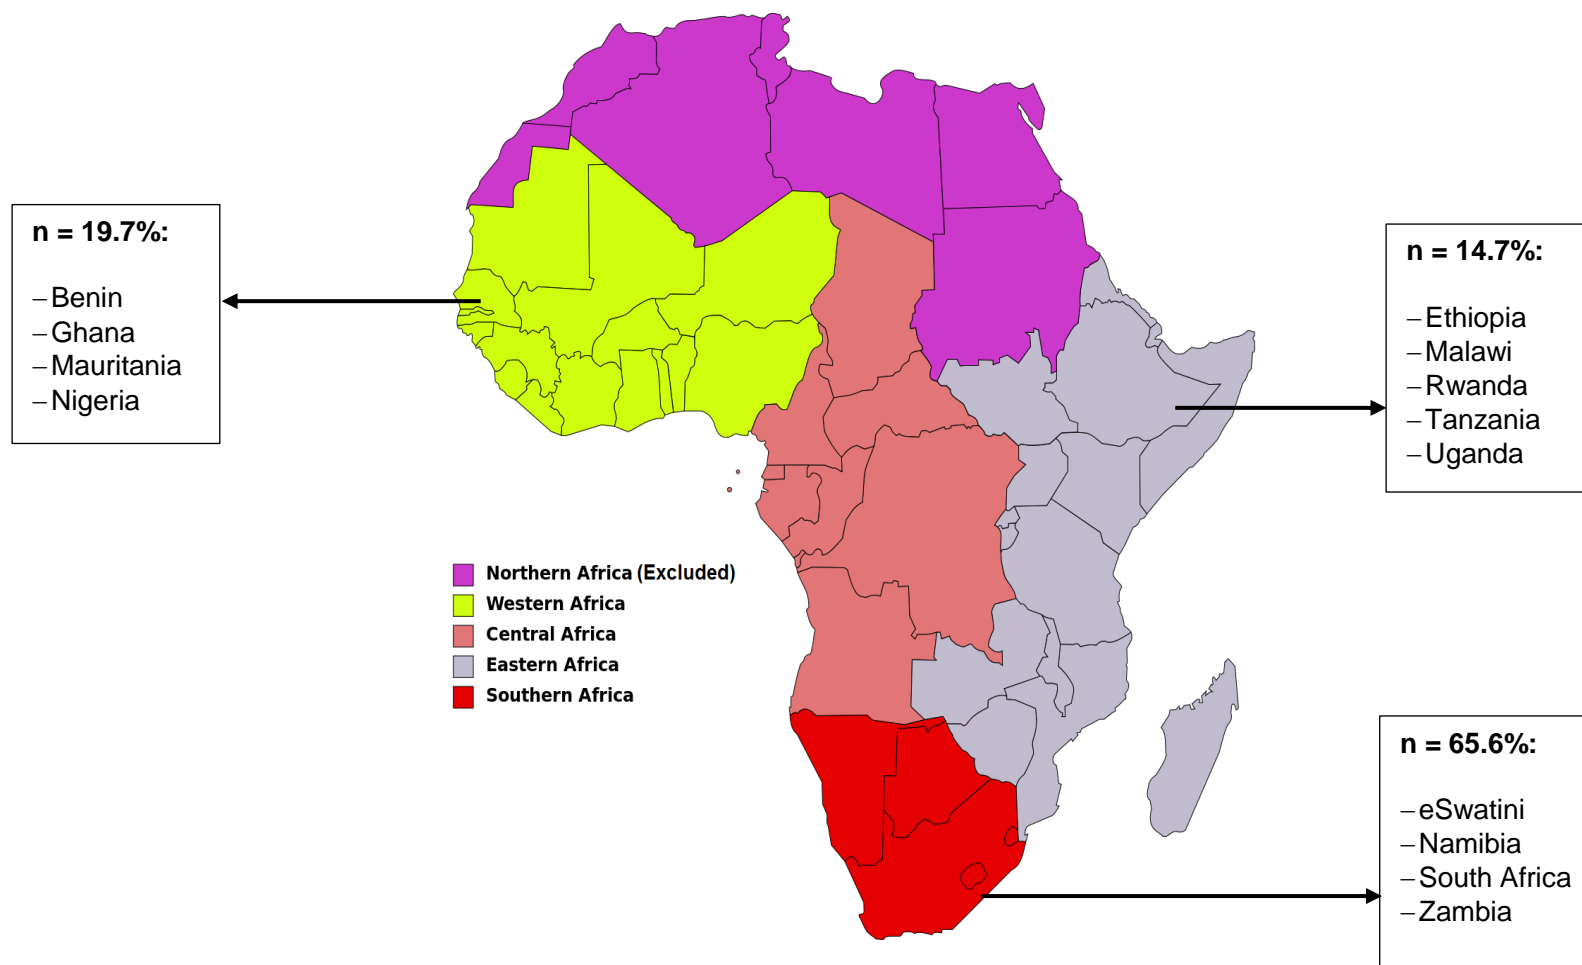 n = 19.7%:
–Benin
–Ghana
–Mauritania
–Nigeria
n = 14.7%:
–Ethiopia
–Malawi
–Rwanda
–Tanzania
–Uganda
Northern Africa (Excluded)
Western Africa
Central Africa
Eastern Africa
Southern Africa
n = 65.6%:
–eSwatini
–Namibia
–South Africa
–Zambia